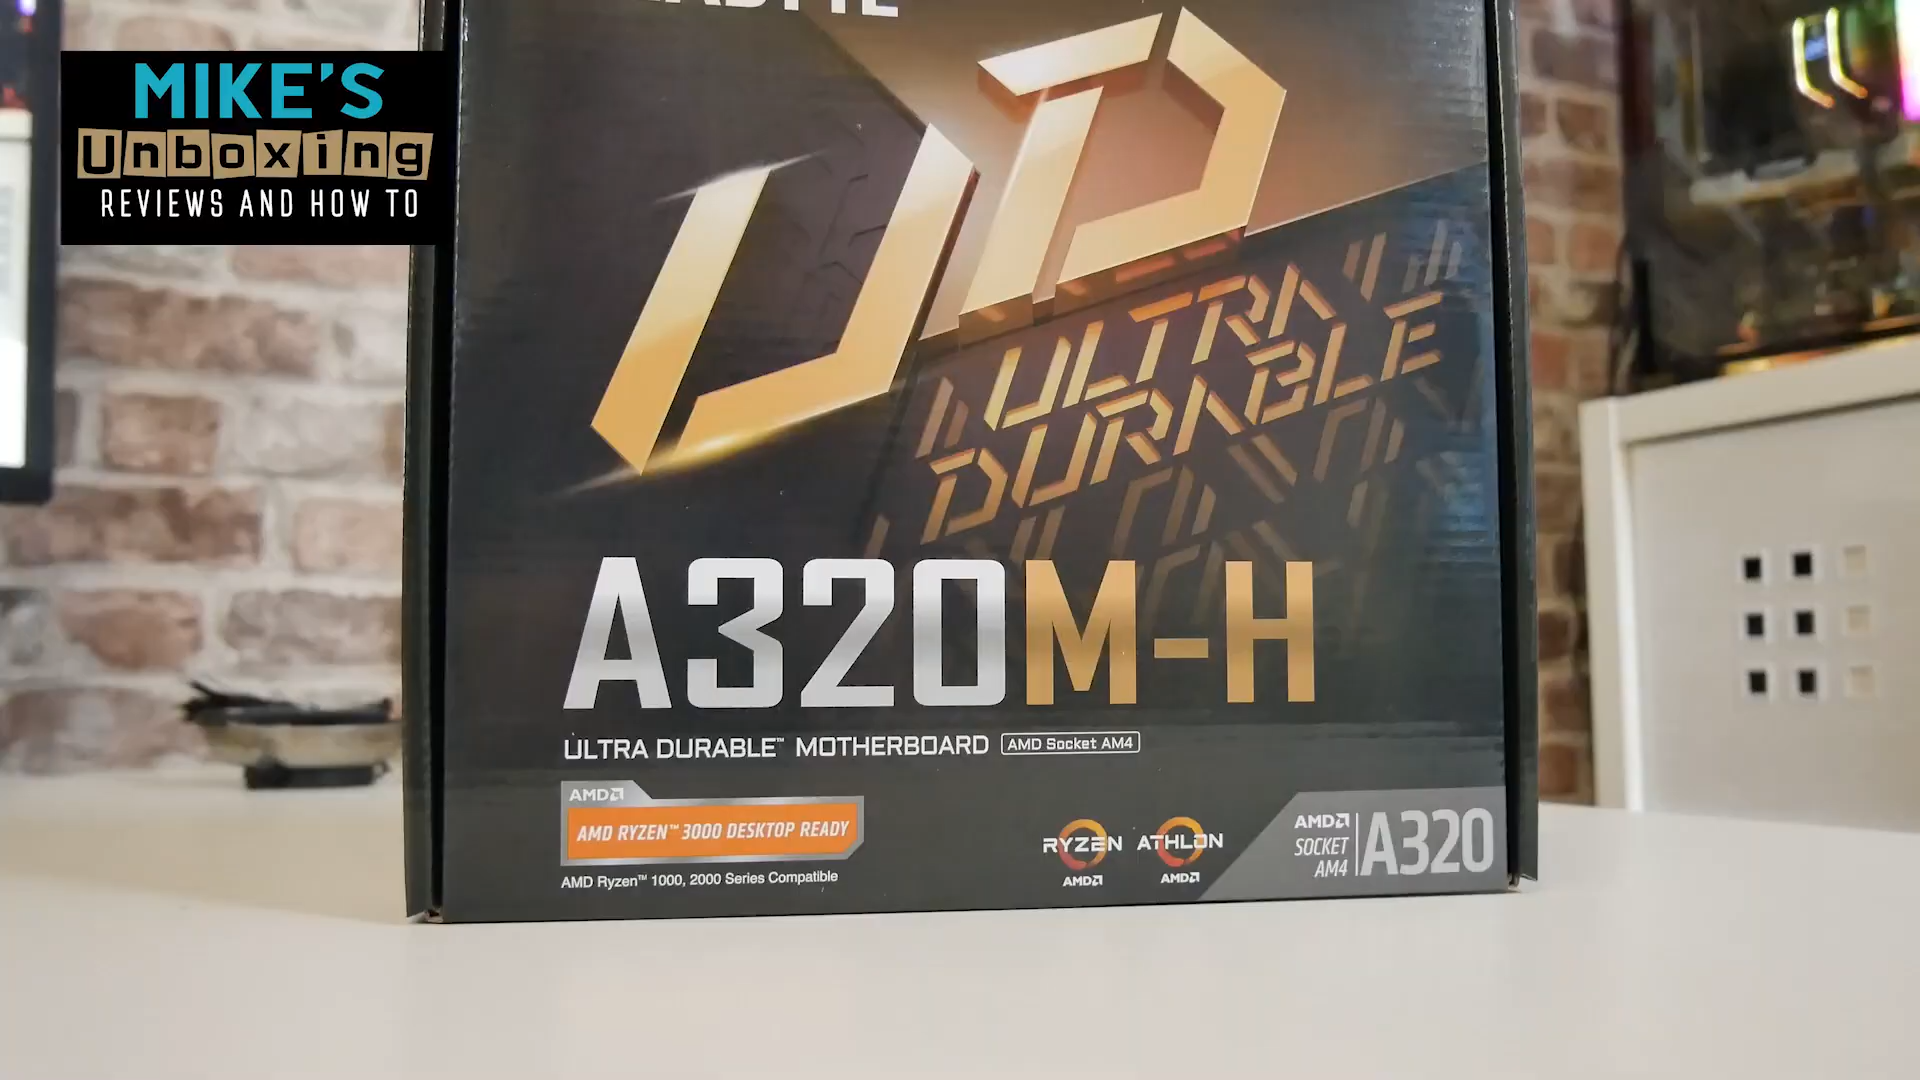 MIKE'S
Unboxing
REVIEWS AND HOW TO
UD
ULTRA
DURABLE
A320M-H
ULTRA DURABLE™ MOTHERBOARD AMD Socket AM4
AMD
AMD RYZEN™ 3000 DESKTOP READY
AMD Ryzen™ 1000, 2000 Series Compatible
RYZEN
AMD
ATHLON
AMD
AMD
SOCKET
AM4
A320